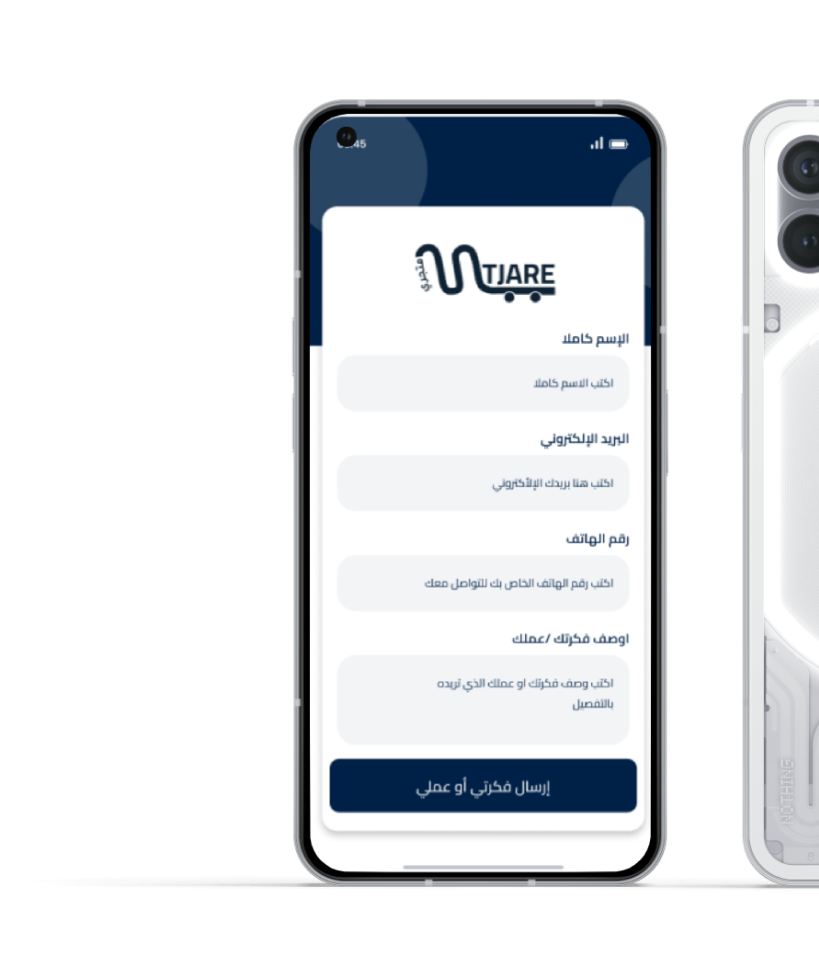 45
متجري
TJARE
الإسم كاملا
اكتب الاسم كاملا
البريد الإلكتروني
اكتب هنا بريدك الإلأكتروني
رقم الهاتف
اكتب رقم الهاتف الخاص بك للتواصل معك
اوصف فكرتك /عملك
اكتب وصف فكرتك او عملك الذي تريده
بالتفصيل
إرسال فكرتي أو عملي
NOTHING